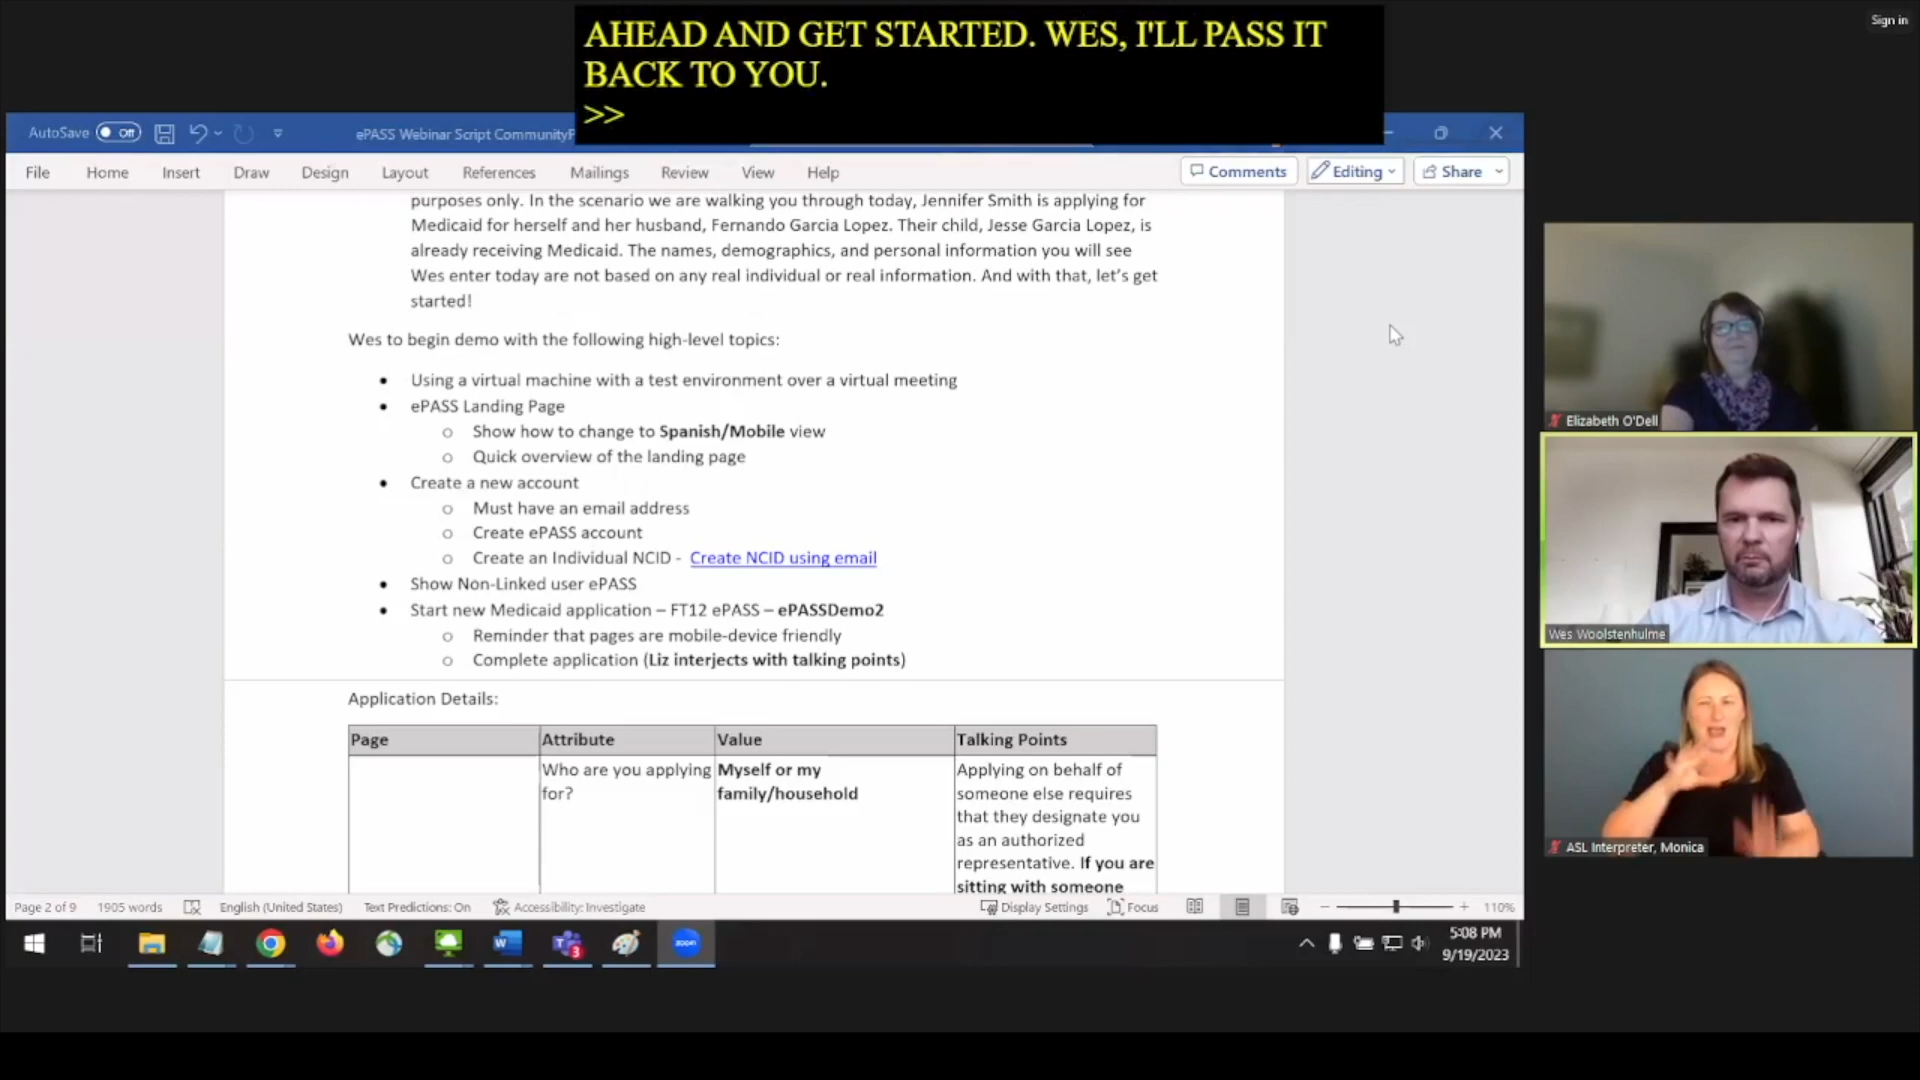 Sign in
AHEAD AND GET STARTED. WES, I'LL PASS IT
BACK TO YOU.
>>
AutoSave Off
ePASS Webinar Script CommunityP
File Home Insert Draw Design Layout References Mailings Review View Help Comments Editing Share
purposes only. In the scenario we are walking you through today, Jennifer Smith is applying for
Medicaid for herself and her husband, Fernando Garcia Lopez. Their child, Jesse Garcia Lopez, is
already receiving Medicaid. The names, demographics, and personal information you will see
Wes enter today are not based on any real individual or real information. And with that, let's get
started!
Wes to begin demo with the following high-level topics:
• Using a virtual machine with a test environment over a virtual meeting
• ePASS Landing Page
o Show how to change to Spanish/Mobile view
o Quick overview of the landing page
• Create a new account
o Must have an email address
o Create ePASS account
o Create an Individual NCID - Create NCID using email
• Show Non-Linked user ePASS
• Start new Medicaid application – FT12 ePASS – ePASSDemo2
o Reminder that pages are mobile-device friendly
o Complete application (Liz interjects with talking points)
Application Details:
Page Attribute Value Talking Points
Who are you applying
for?
Myself or my
family/household
Applying on behalf of
someone else requires
that they designate you
as an authorized
representative. If you are
sitting with someone
Page 2 of 9 1905 words English (United States) Text Predictions: On Accessibility: Investigate Display Settings Focus 110%
zoom
3
5:08 PM
9/19/2023
Elizabeth O'Dell
Wes Woolstenhulme
ASL Interpreter, Monica